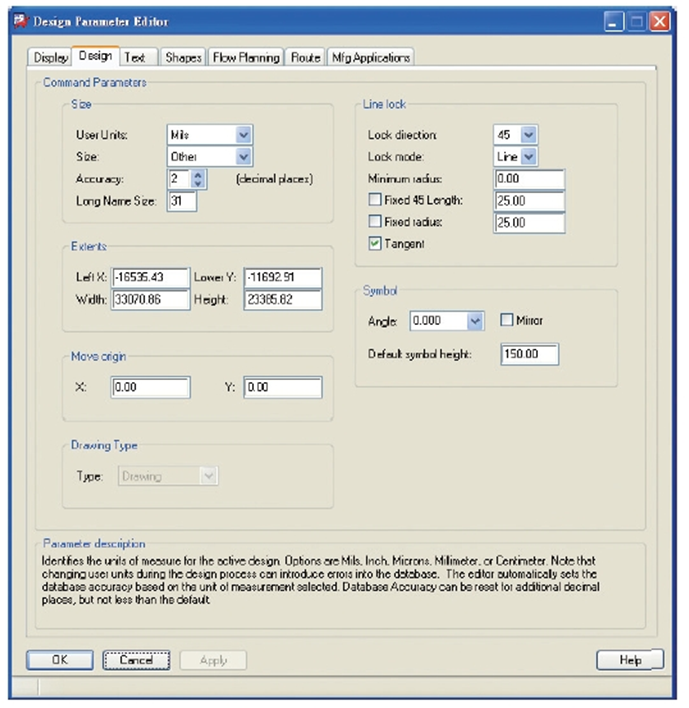 Design Parameter Editor
Display Design Text Shapes Flow Planning Route Mfg Applications
Command Parameters
Size
User Units: Mils
Size: Other
Accuracy: 2 (decimal places)
Long Name Size: 31
Extents
Left X: -16535.43 Lower Y: -11692.91
Width: 33070.86 Height: 23385.82
Move origin
X: 0.00 Y: 0.00
Drawing Type
Type: Drawing
Line lock
Lock direction: 45
Lock mode: Line
Minimum radius: 0.00
Fixed 45 Length: 25.00
Fixed radius: 25.00
Tangent
Symbol
Angle: 0.000 Mirror
Default symbol height: 150.00
Parameter description
Identifies the units of measure for the active design. Options are Mils, Inch, Microns, Millimeter, or Centimeter. Note that
changing user units during the design process can introduce errors into the database. The editor automatically sets the
database accuracy based on the unit of measurement selected. Database Accuracy can be reset for additional decimal
places, but not less than the default.
OK Cancel Apply Help